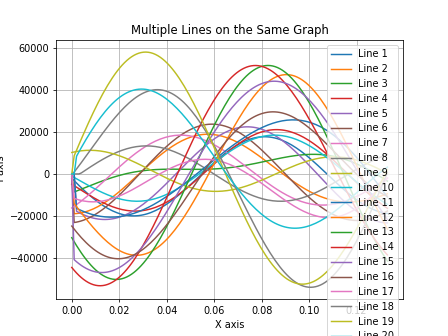 Multiple Lines on the Same Graph
60000
40000
20000
0
−20000
−40000
0.00 0.02 0.04 0.06 0.08 0.10
X axis
Line 1
Line 2
Line 3
Line 4
Line 5
Line 6
Line 7
Line 8
Line 9
Line 10
Line 11
Line 12
Line 13
Line 14
Line 15
Line 16
Line 17
Line 18
Line 19
Line 20